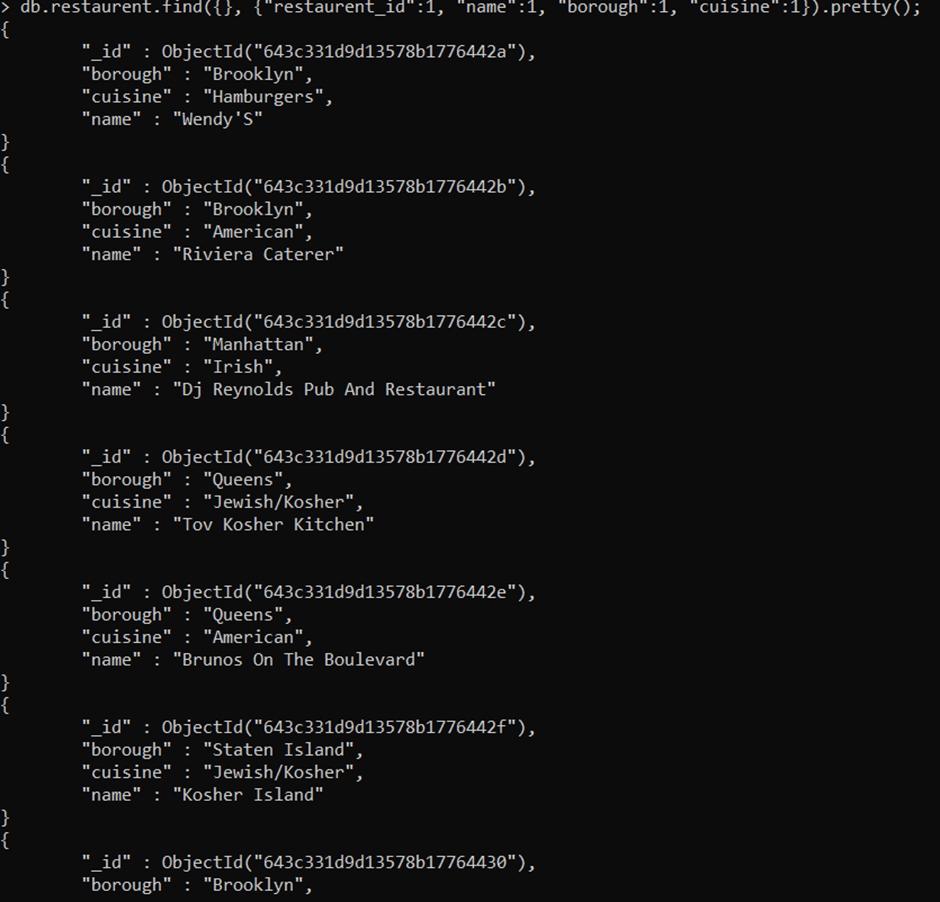 > db.restaurent.find({}, {"restaurent_id":1, "name":1, "borough":1, "cuisine":1}).pretty();
{
        "_id" : ObjectId("643c331d9d13578b1776442a"),
        "borough" : "Brooklyn",
        "cuisine" : "Hamburgers",
        "name" : "Wendy'S"
}
{
        "_id" : ObjectId("643c331d9d13578b1776442b"),
        "borough" : "Brooklyn",
        "cuisine" : "American",
        "name" : "Riviera Caterer"
}
{
        "_id" : ObjectId("643c331d9d13578b1776442c"),
        "borough" : "Manhattan",
        "cuisine" : "Irish",
        "name" : "Dj Reynolds Pub And Restaurant"
}
{
        "_id" : ObjectId("643c331d9d13578b1776442d"),
        "borough" : "Queens",
        "cuisine" : "Jewish/Kosher",
        "name" : "Tov Kosher Kitchen"
}
{
        "_id" : ObjectId("643c331d9d13578b1776442e"),
        "borough" : "Queens",
        "cuisine" : "American",
        "name" : "Brunos On The Boulevard"
}
{
        "_id" : ObjectId("643c331d9d13578b1776442f"),
        "borough" : "Staten Island",
        "cuisine" : "Jewish/Kosher",
        "name" : "Kosher Island"
}
{
        "_id" : ObjectId("643c331d9d13578b17764430"),
        "borough" : "Brooklyn",